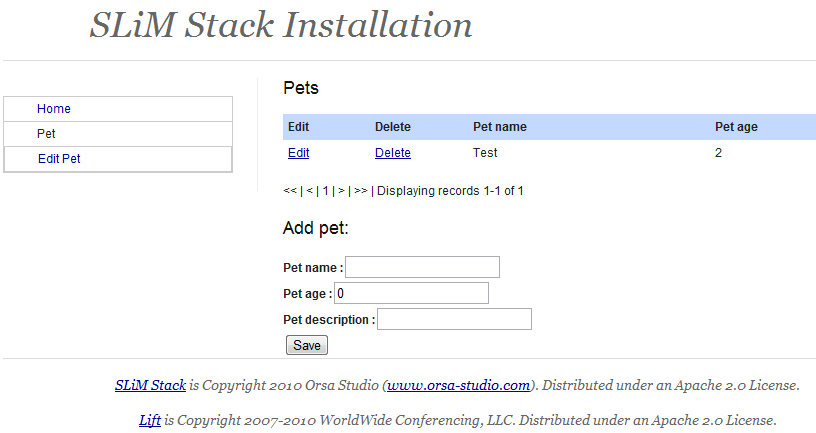 SLiM Stack Installation
Home
Pet
Edit Pet
Pets
Edit Delete Pet name Pet age
Edit Delete Test 2
<< | < | 1 | > | >> | Displaying records 1-1 of 1
Add pet:
Pet name :
Pet age : 0
Pet description :
Save
SLiM Stack is Copyright 2010 Orsa Studio (www.orsa-studio.com). Distributed under an Apache 2.0 License.
Lift is Copyright 2007-2010 WorldWide Conferencing, LLC. Distributed under an Apache 2.0 License.